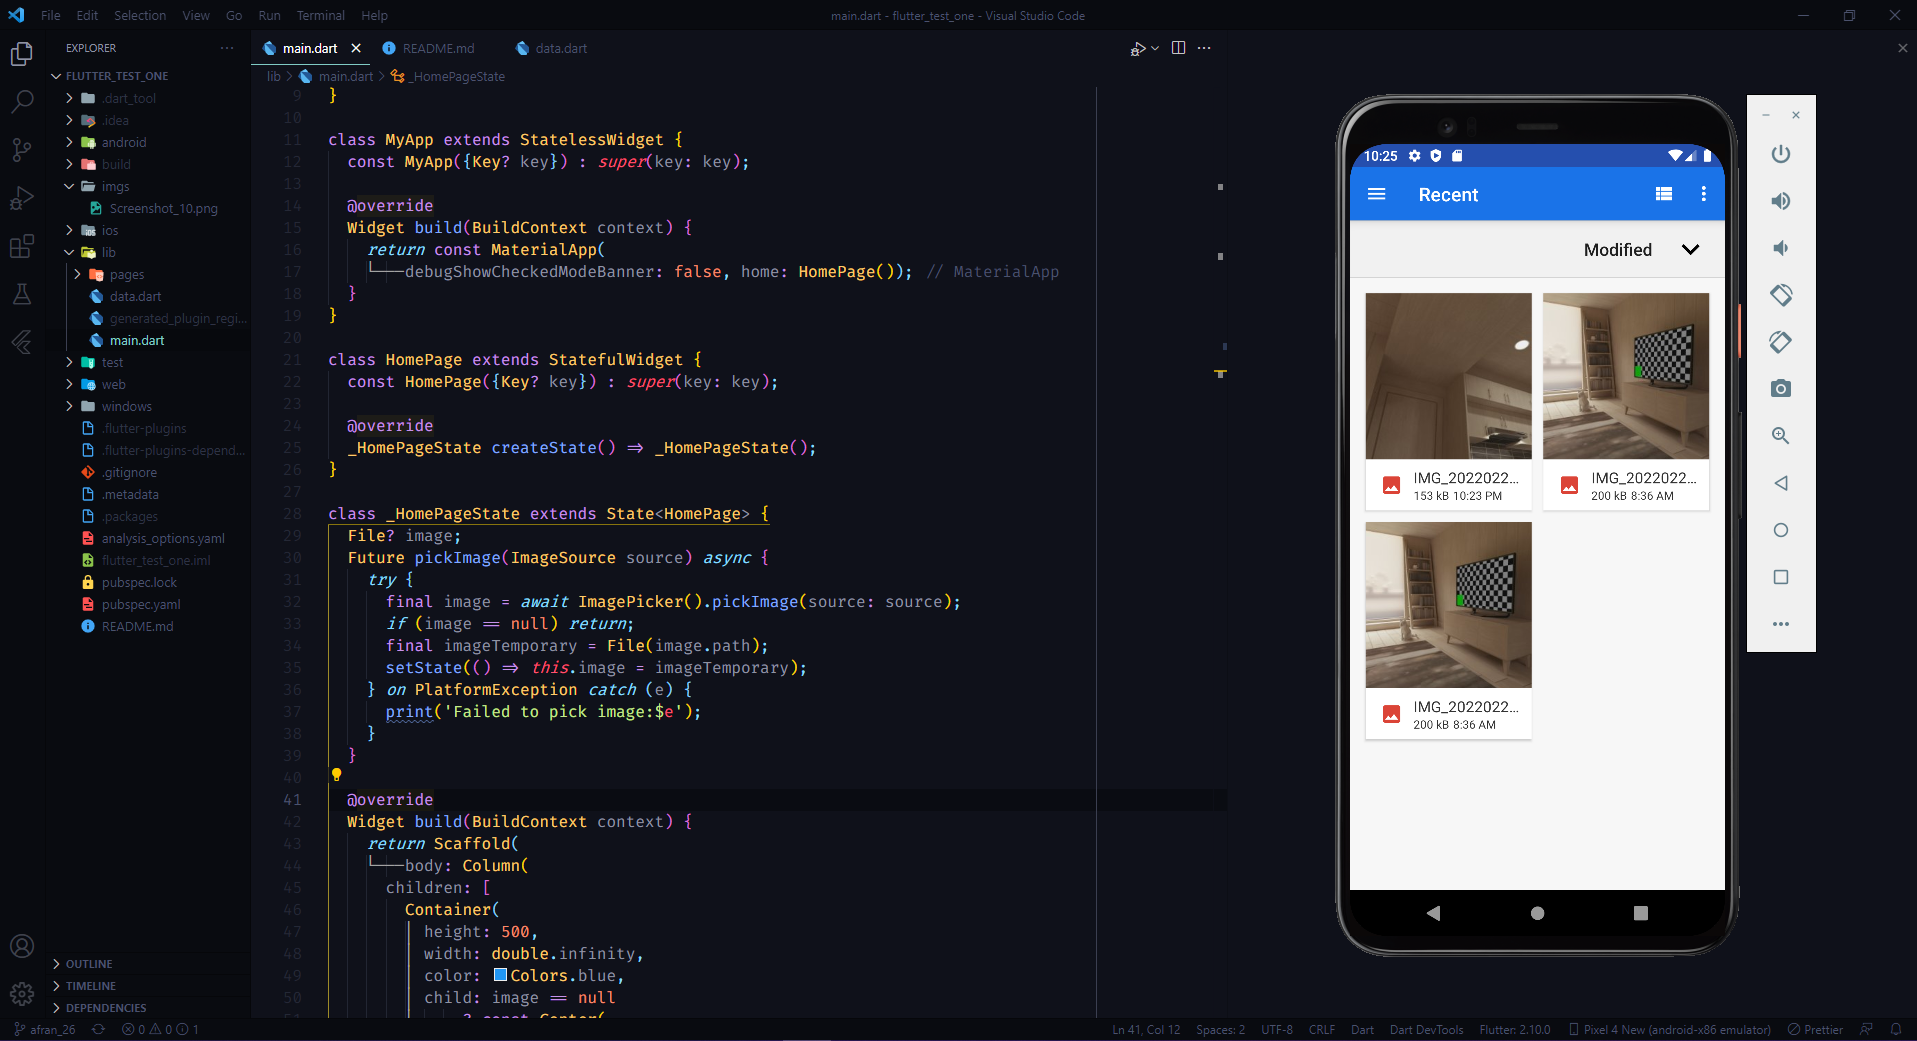 File Edit Selection View Go Run Terminal Help
main.dart - flutter_test_one - Visual Studio Code
EXPLORER
FLUTTER_TEST_ONE
.dart_tool
.idea
android
build
imgs
Screenshot_10.png
ios
lib
pages
data.dart
generated_plugin_regi...
main.dart
test
web
windows
.flutter-plugins
.flutter-plugins-depend...
.gitignore
.metadata
.packages
analysis_options.yaml
flutter_test_one.iml
pubspec.lock
pubspec.yaml
README.md
OUTLINE
TIMELINE
DEPENDENCIES
main.dart README.md data.dart
lib > main.dart > _HomePageState
9 }
10
11 class MyApp extends StatelessWidget {
12 const MyApp({Key? key}) : super(key: key);
13
14 @override
15 Widget build(BuildContext context) {
16 return const MaterialApp(
17 debugShowCheckedModeBanner: false, home: HomePage()); // MaterialApp
18 }
19 }
20
21 class HomePage extends StatefulWidget {
22 const HomePage({Key? key}) : super(key: key);
23
24 @override
25 _HomePageState createState() => _HomePageState();
26 }
27
28 class _HomePageState extends State<HomePage> {
29 File? image;
30 Future pickImage(ImageSource source) async {
31 try {
32 final image = await ImagePicker().pickImage(source: source);
33 if (image == null) return;
34 final imageTemporary = File(image.path);
35 setState(() => this.image = imageTemporary);
36 } on PlatformException catch (e) {
37 print('Failed to pick image:$e');
38 }
39 }
40
41 @override
42 Widget build(BuildContext context) {
43 return Scaffold(
44 body: Column(
45 children: [
46 Container(
47 height: 500,
48 width: double.infinity,
49 color: Colors.blue,
50 child: image == null
10:25
Recent
Modified
IMG_2022022...
153 kB 10:23 PM
IMG_2022022...
200 kB 8:36 AM
IMG_2022022...
200 kB 8:36 AM
afran_26 0 0 1
Ln 41, Col 12 Spaces: 2 UTF-8 CRLF Dart Dart DevTools Flutter: 2.10.0 Pixel 4 New (android-x86 emulator) Prettier